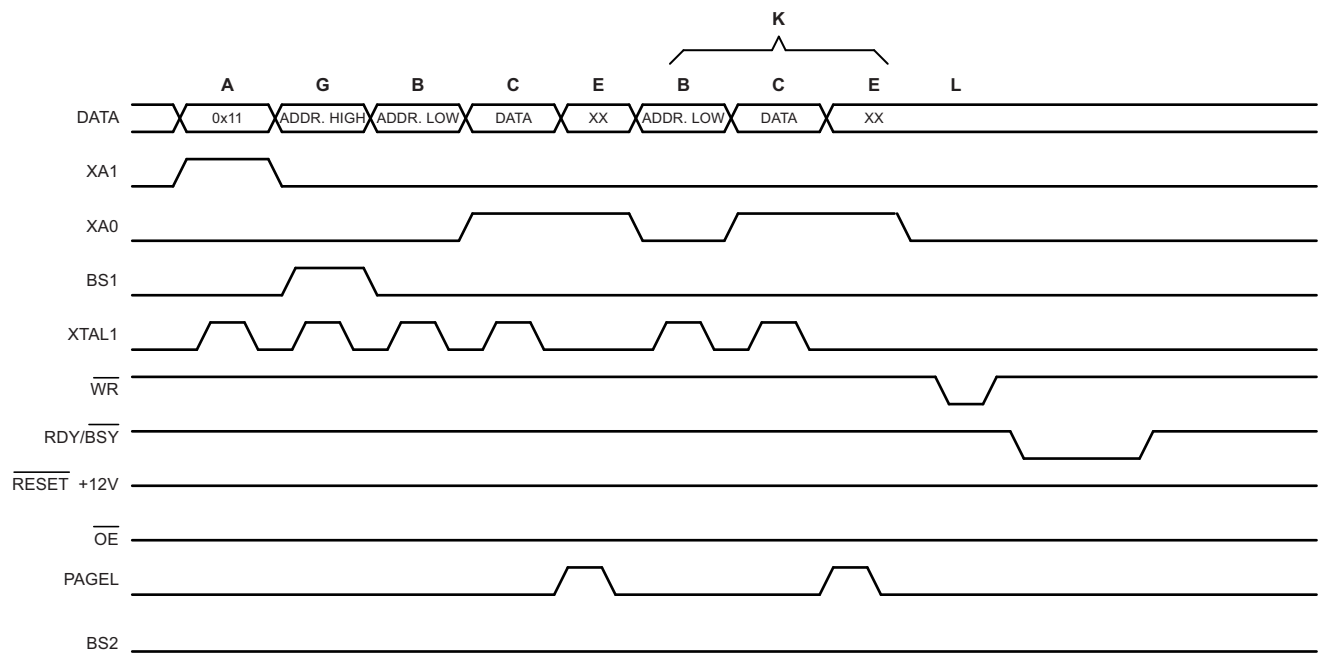 K
A G B C E B C E L
DATA 0x11 ADDR. HIGH ADDR. LOW DATA XX ADDR. LOW DATA XX
XA1
XA0
BS1
XTAL1
WR
RDY/BSY
RESET +12V
OE
PAGEL
BS2